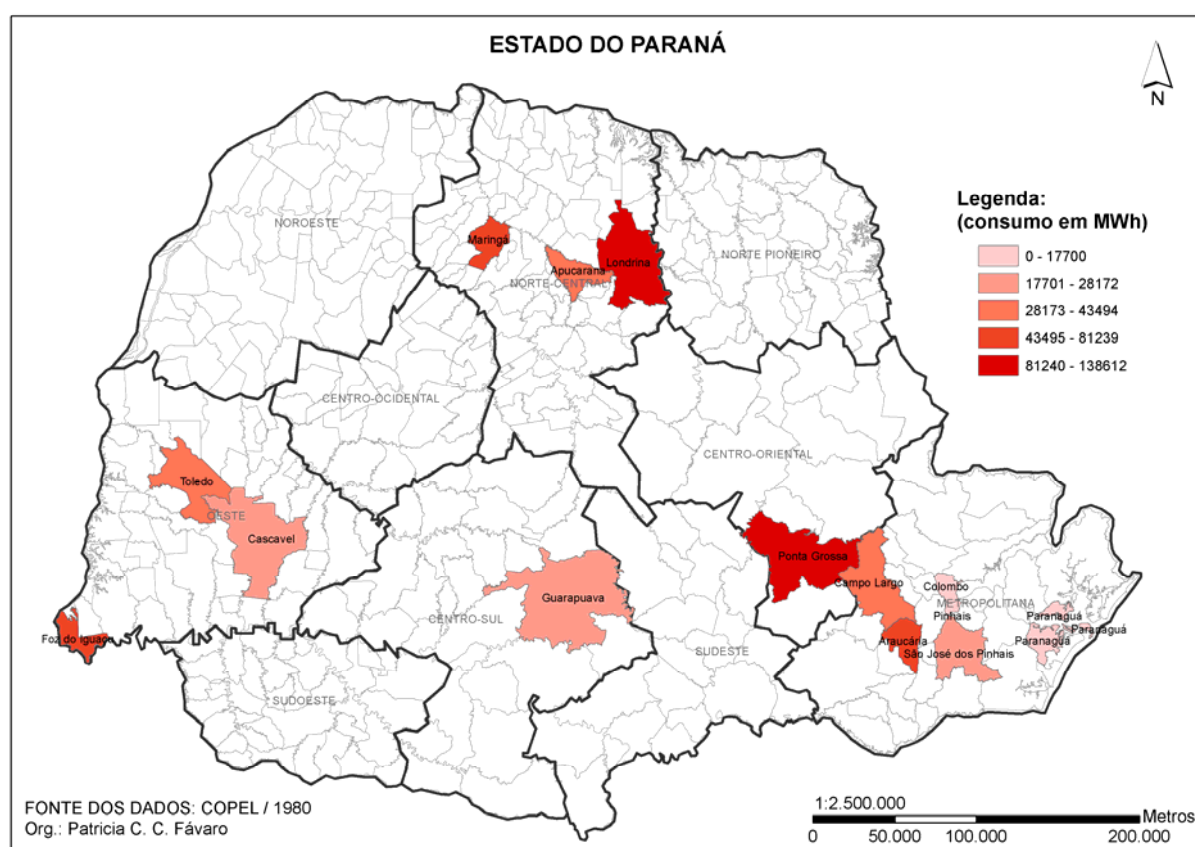 ESTADO DO PARANÁ
N
Legenda:
(consumo em MWh)
0 - 17700
17701 - 28172
28173 - 43494
43495 - 81239
81240 - 138612
NOROESTE
Maringá
Londrina
Apucarana
NORTE-CENTRAL
NORTE PIONEIRO
CENTRO-OCIDENTAL
CENTRO-ORIENTAL
Toledo
OESTE
Cascavel
Ponta Grossa
Campo Largo
Colombo
METROPOLITANA
Pinhais
Paranaguá
Paranaguá
Paranaguá
Guarapuava
CENTRO-SUL
Foz do Iguaçu
Araucária
São José dos Pinhais
SUDESTE
SUDOESTE
FONTE DOS DADOS: COPEL / 1980
Org.: Patricia C. C. Fávaro
1:2.500.000
Metros
0 50.000 100.000 200.000